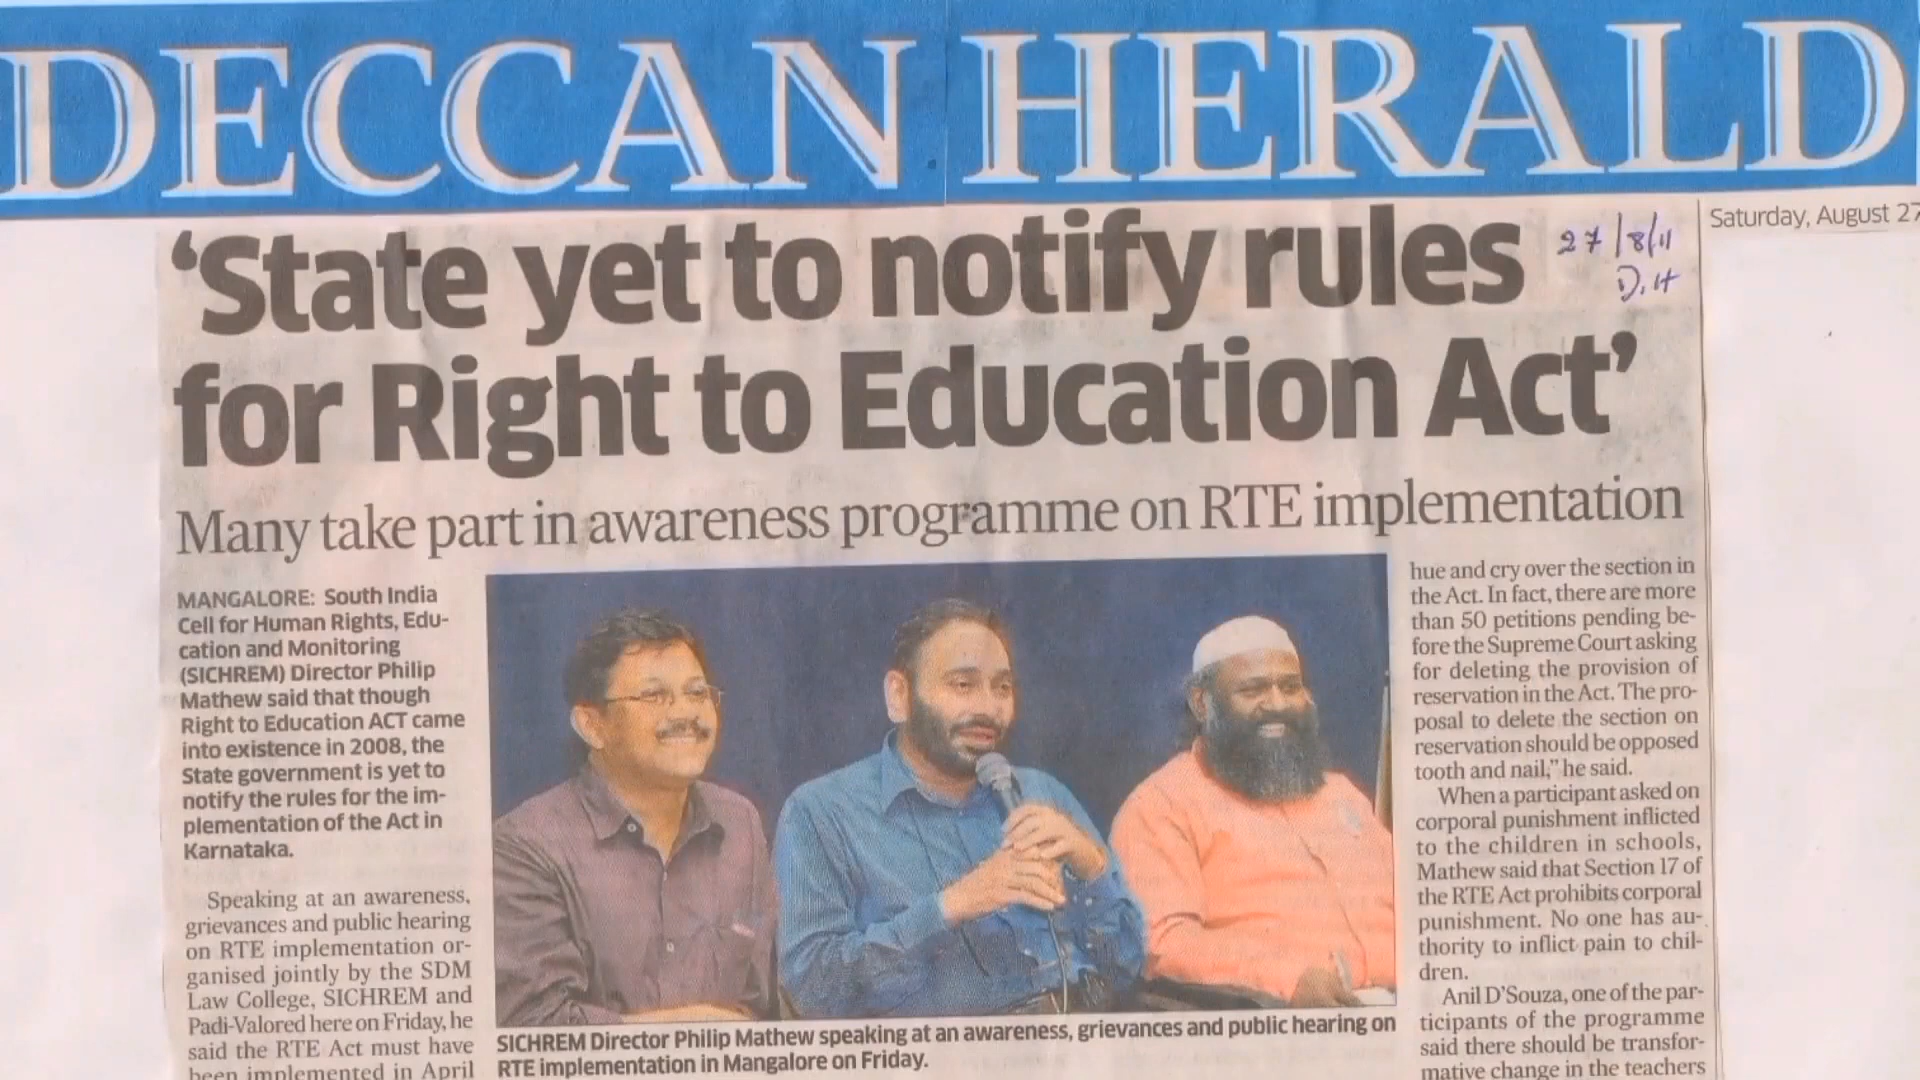 DECCAN HERALD
Saturday, August 27
27/8/11
D.H
‘State yet to notify rules
for Right to Education Act’
Many take part in awareness programme on RTE implementation
MANGALORE: South India
Cell for Human Rights, Edu-
cation and Monitoring
(SICHREM) Director Philip
Mathew said that though
Right to Education ACT came
into existence in 2008, the
State government is yet to
notify the rules for the im-
plementation of the Act in
Karnataka.
Speaking at an awareness,
grievances and public hearing
on RTE implementation or-
ganised jointly by the SDM
Law College, SICHREM and
Padi-Valored here on Friday, he
said the RTE Act must have
been implemented in April
SICHREM Director Philip Mathew speaking at an awareness, grievances and public hearing on
RTE implementation in Mangalore on Friday.
hue and cry over the section in
the Act. In fact, there are more
than 50 petitions pending be-
fore the Supreme Court asking
for deleting the provision of
reservation in the Act. The pro-
posal to delete the section on
reservation should be opposed
tooth and nail,” he said.
When a participant asked on
corporal punishment inflicted
to the children in schools,
Mathew said that Section 17 of
the RTE Act prohibits corporal
punishment. No one has au-
thority to inflict pain to chil-
dren.
Anil D’Souza, one of the par-
ticipants of the programme
said there should be transfor-
mative change in the teachers